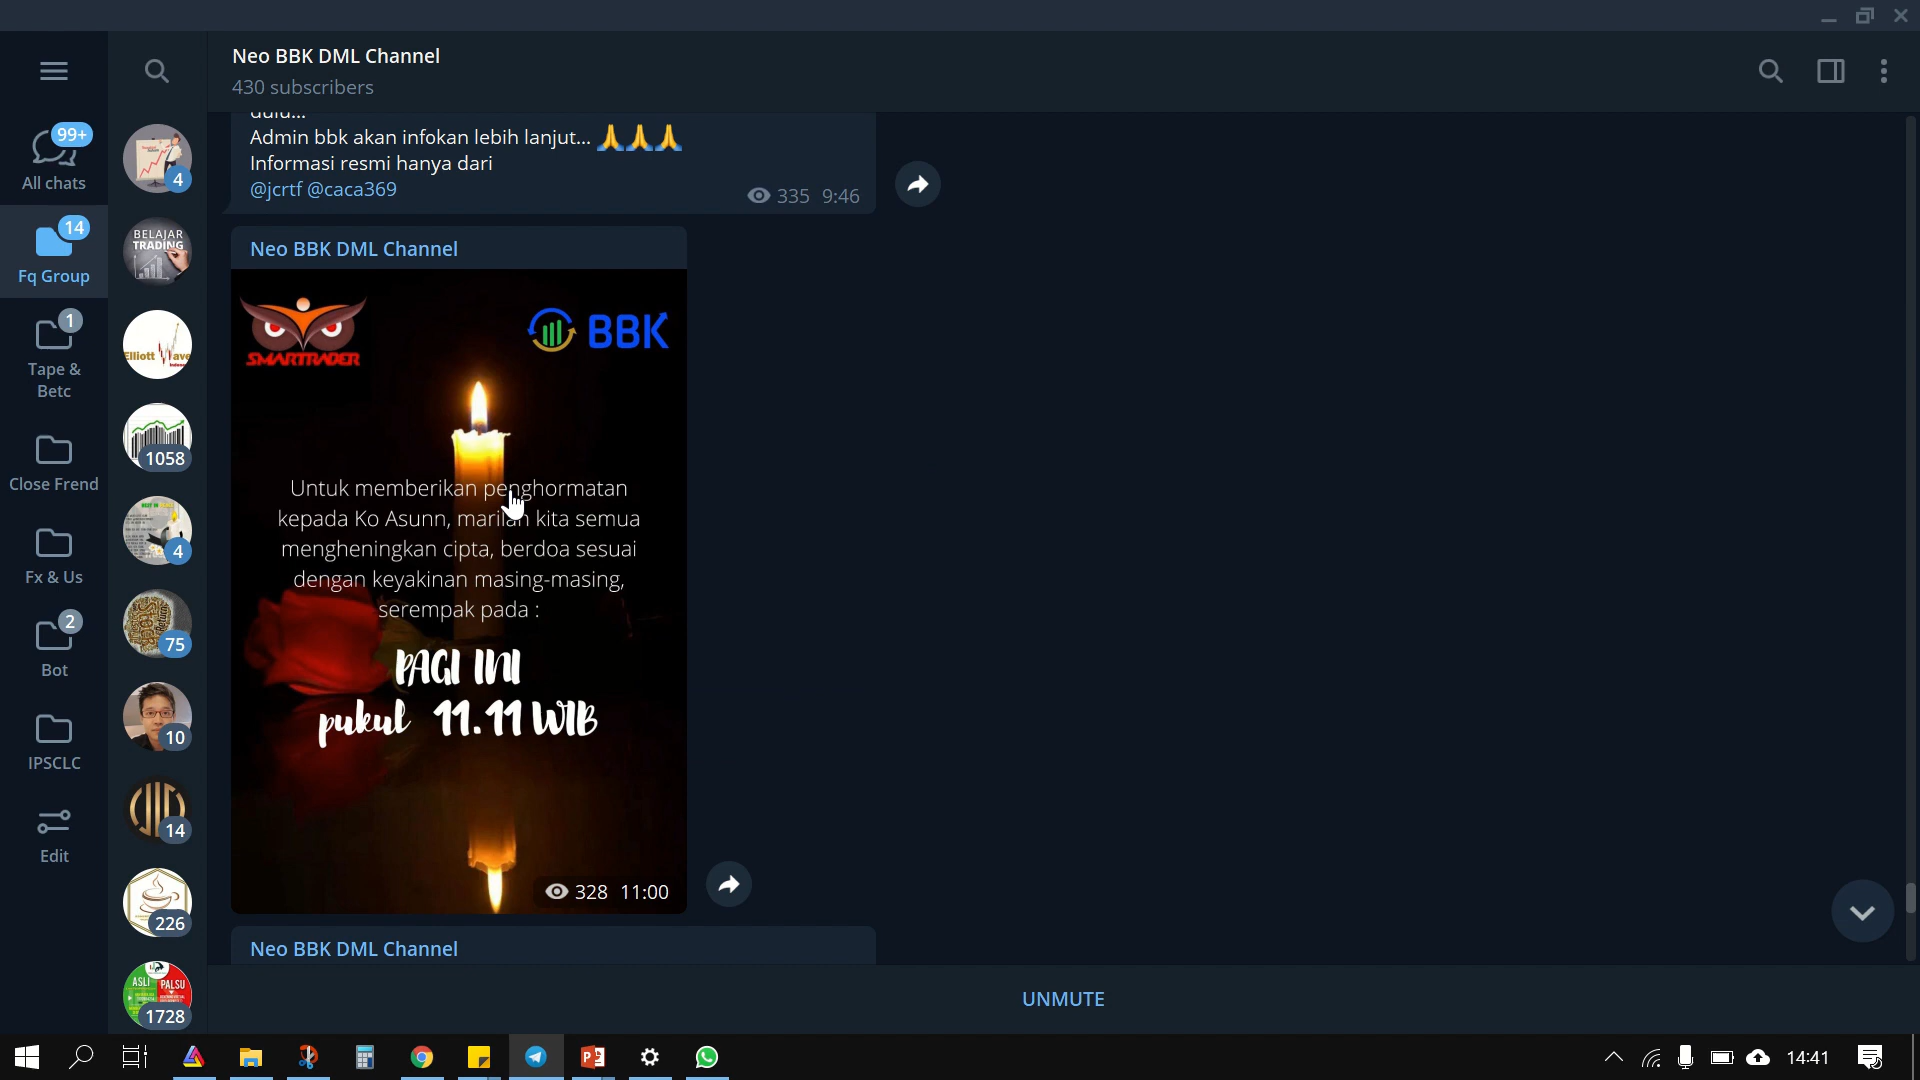 Neo BBK DML Channel
430 subscribers
99+
All chats
14
Fq Group
1
Tape &
Betc
Close Frend
Fx & Us
2
Bot
IPSCLC
Edit
4
BELAJAR
TRADING
Elliott Wave
1058
4
75
10
14
226
ASLI PALSU
1728
Admin bbk akan infokan lebih lanjut... 🙏🙏🙏
Informasi resmi hanya dari
@jcrtf @caca369
335 9:46
Neo BBK DML Channel
SMARTRADER
BBK
Untuk memberikan penghormatan
kepada Ko Asunn, marilah kita semua
mengheningkan cipta, berdoa sesuai
dengan keyakinan masing-masing,
serempak pada :
PAGI INI
pukul 11.11 WIB
328 11:00
Neo BBK DML Channel
UNMUTE
14:41